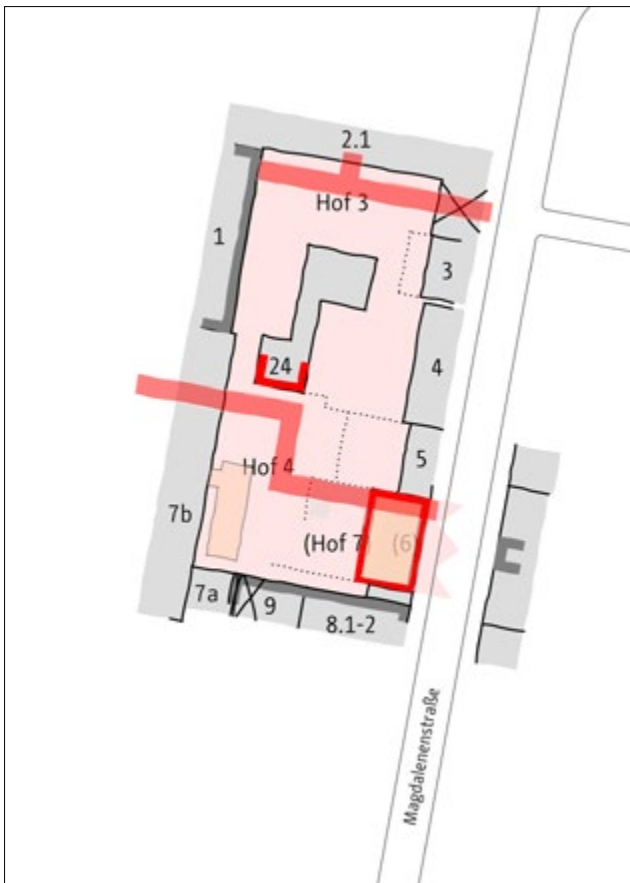 2.1
Hof 3
1
3
24
4
5
Hof 4
7b
(Hof 7)
(6)
7a
9
8.1-2
Magdalenenstraße